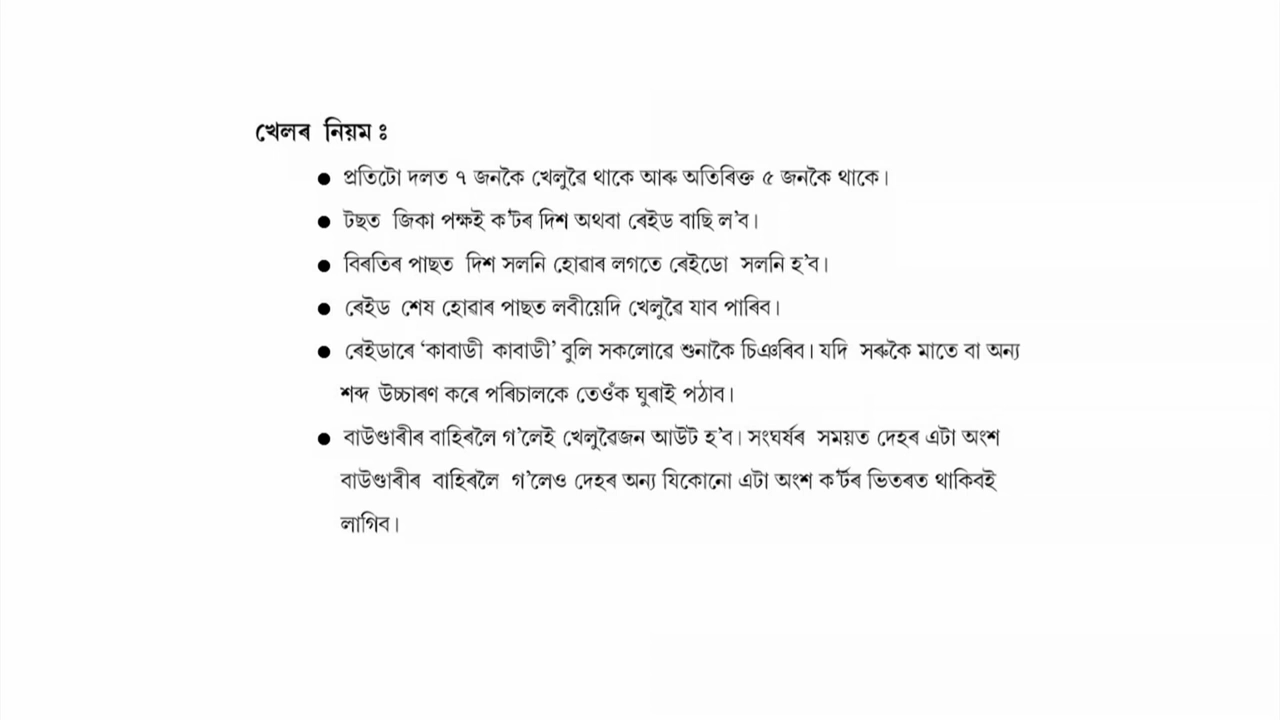 খেলৰ নিয়ম ঃ
● প্ৰতিটো দলত ৭ জনকৈ খেলুৱৈ থাকে আৰু অতিৰিক্ত ৫ জনকৈ থাকে।
● টছত জিকা পক্ষই ক'ৰ্টৰ দিশ অথবা ৰেইড বাছি ল'ব।
● বিৰতিৰ পাছত দিশ সলনি হোৱাৰ লগতে ৰেইডো সলনি হ'ব।
● ৰেইড শেষ হোৱাৰ পাছত লবীয়েদি খেলুৱৈ যাব পাৰিব।
● ৰেইডাৰে ‘কাবাডী কাবাডী’ বুলি সকলোৱে শুনাকৈ চিঞৰিব। যদি সৰুকৈ মাতে বা অন্য
শব্দ উচ্চাৰণ কৰে পৰিচালকে তেওঁক ঘুৰাই পঠাব।
● বাউণ্ডাৰীৰ বাহিৰলৈ গ'লেই খেলুৱৈজন আউট হ'ব। সংঘৰ্ষৰ সময়ত দেহৰ এটা অংশ
বাউণ্ডাৰীৰ বাহিৰলৈ গ'লেও দেহৰ অন্য যিকোনো এটা অংশ ক'ৰ্টৰ ভিতৰত থাকিবই
লাগিব।